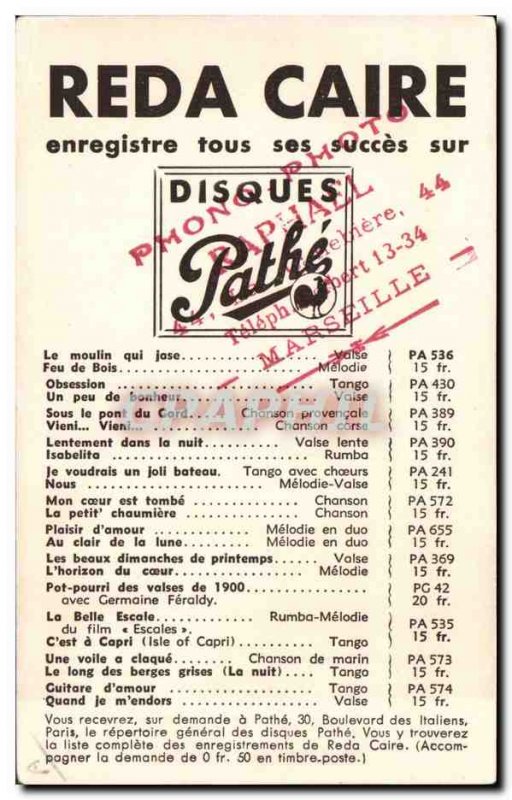 REDA CAIRE
enregistre tous ses succès sur
DISQUES
Pathé
PHONO PHOTO
RAPHAEL
44, 44
Téléph. 13-34
MARSEILLE
Le moulin qui jase.................. Valse PA 536
Feu de Bois......................... Mélodie 15 fr.
Obsession .......................... Tango PA 430
Un peu de bonheur................... Valse 15 fr.
Sous le pont du Gard... Chanson provençale PA 389
Vieni... Vieni... Chanson corse 15 fr.
Lentement dans la nuit......... Valse lente PA 390
Isabelita .......................... Rumba 15 fr.
Je voudrais un joli bateau. Tango avec chœurs PA 241
Nous ....................... Mélodie-Valse 15 fr.
Mon cœur est tombé ............... Chanson PA 572
La petit' chaumière .............. Chanson 15 fr.
Plaisir d'amour ............ Mélodie en duo PA 655
Au clair de la lune......... Mélodie en duo 15 fr.
Les beaux dimanches de printemps...... Valse PA 369
L'horizon du cœur................. Mélodie 15 fr.
Pot-pourri des valses de 1900............. PG 42
avec Germaine Féraldy. 20 fr.
La Belle Escale............ Rumba-Mélodie PA 535
du film « Escales ».
C'est à Capri (Isle of Capri)........... Tango 15 fr.
Une voile a claqué........ Chanson de marin PA 573
Le long des berges grises (La nuit).... Tango 15 fr.
Guitare d'amour ................... Tango PA 574
Quand je m'endors ................. Valse 15 fr.
Vous recevrez, sur demande à Pathé, 30, Boulevard des Italiens,
Paris, le répertoire général des disques Pathé. Vous y trouverez
la liste complète des enregistrements de Reda Caire. (Accom-
pagner la demande de 0 fr. 50 en timbre-poste.)